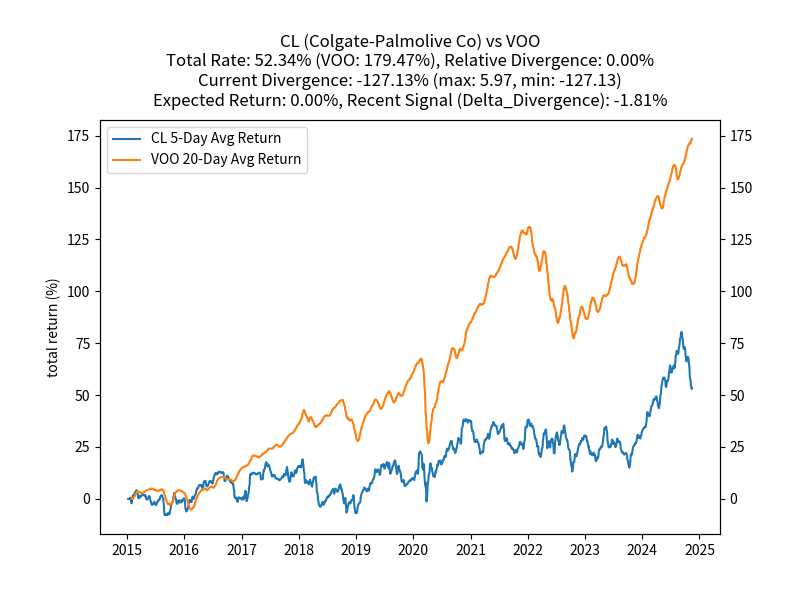 CL (Colgate-Palmolive Co) vs VOO
Total Rate: 52.34% (VOO: 179.47%), Relative Divergence: 0.00%
Current Divergence: -127.13% (max: 5.97, min: -127.13)
Expected Return: 0.00%, Recent Signal (Delta_Divergence): -1.81%
CL 5-Day Avg Return
VOO 20-Day Avg Return
total return (%)
175 175
150 150
125 125
100 100
75 75
50 50
25 25
0 0
2015 2016 2017 2018 2019 2020 2021 2022 2023 2024 2025